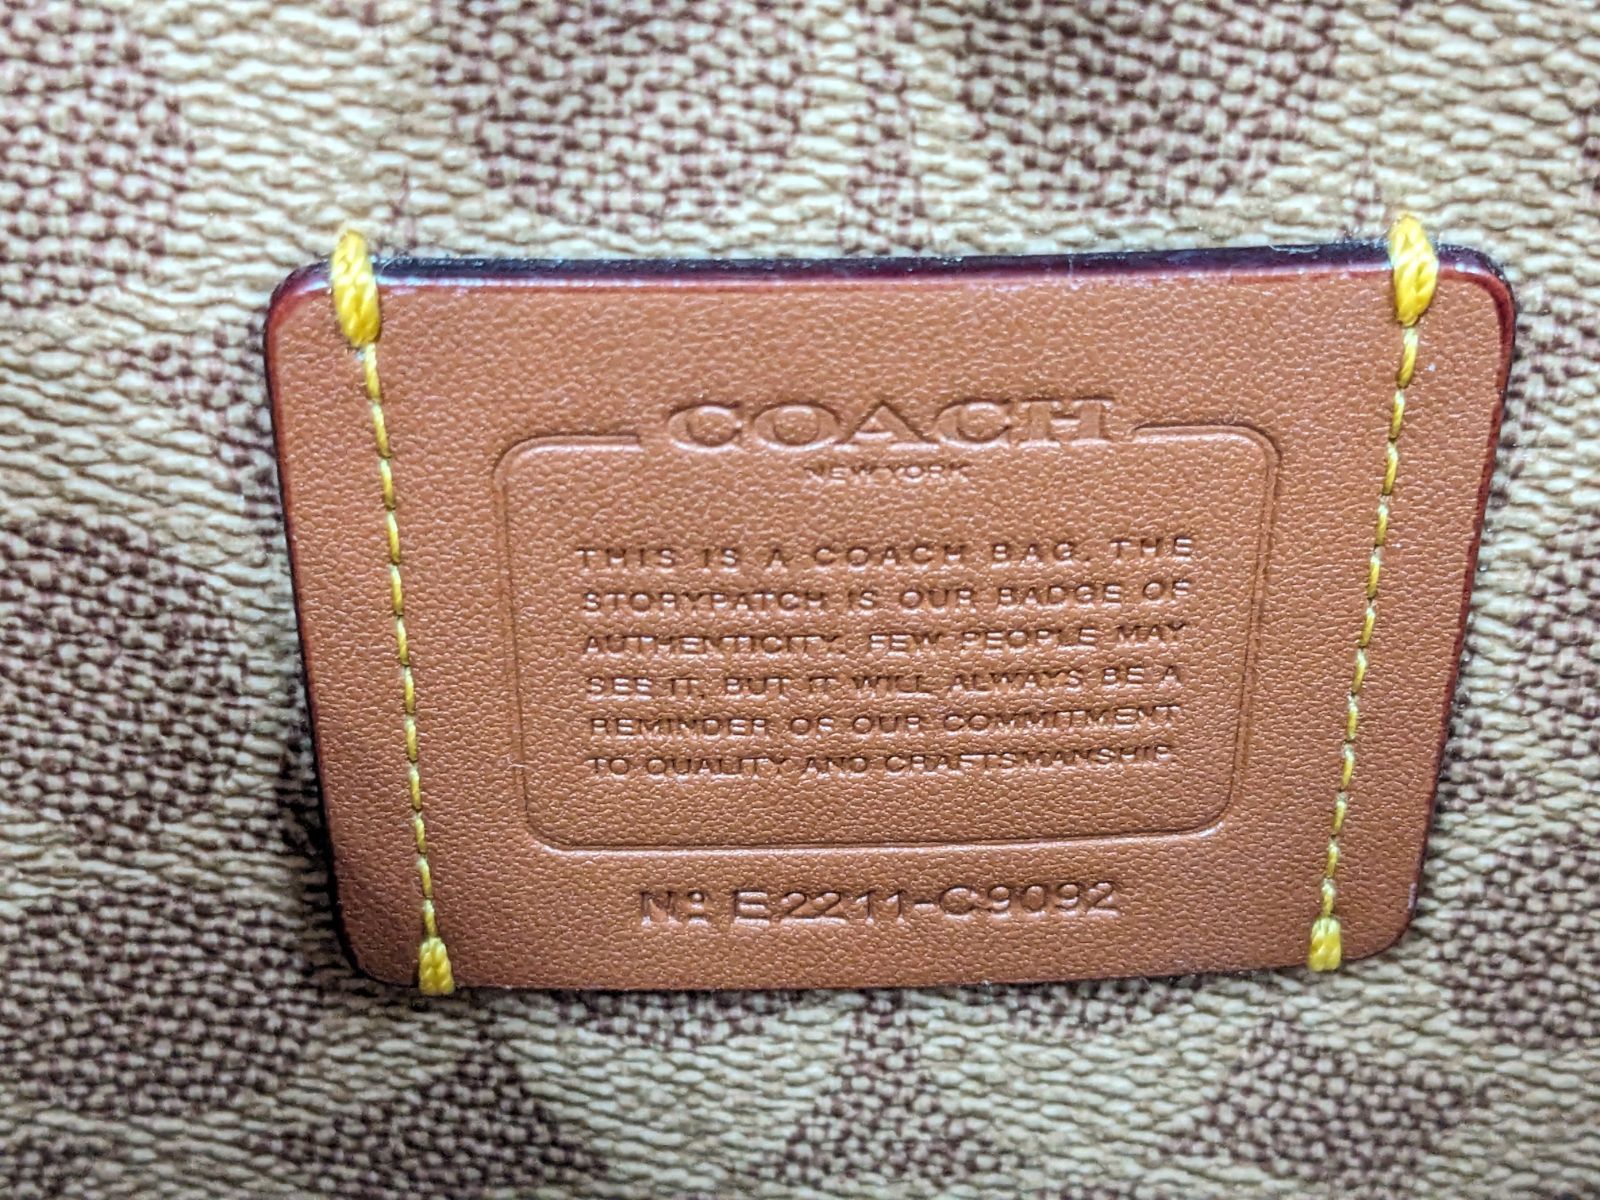 COACH
NEW YORK
THIS IS A COACH BAG. THE
STORYPATCH IS OUR BADGE OF
AUTHENTICITY. FEW PEOPLE MAY
SEE IT, BUT IT WILL ALWAYS BE A
REMINDER OF OUR COMMITMENT
TO QUALITY AND CRAFTSMANSHIP.
Nº E2211-C9092